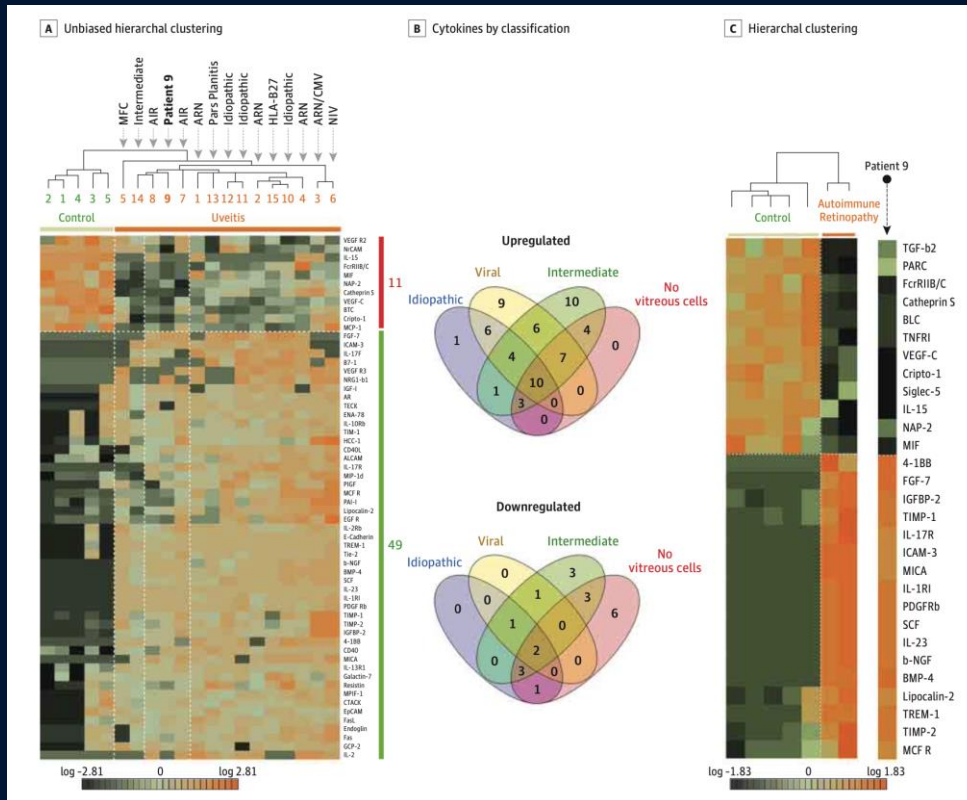 A Unbiased hierarchal clustering
MFC
Intermediate
AIR
Patient 9
AIR
ARN
Pars Planitis
Idiopathic
Idiopathic
ARN
HLA-B27
Idiopathic
ARN
ARN/CMV
NIV
2 1 4 3 5 5 14 8 9 7 1 13 12 11 2 15 10 4 3 6
Control Uveitis
VEGF R2
NrCAM
IL-15
FcrRIIB/C
MIF
NAP-2
Catheprin S
VEGF-C
BTC
Cripto-1
MCP-1
FGF-7
ICAM-3
IL-17F
B7-1
VEGF R3
NRG1-b1
IGF-I
AR
TECK
ENA-78
IL-10Rb
TIM-1
HCC-1
CD40L
ALCAM
IL-17R
MIP-1d
PIGF
MCF R
PAI-I
Lipocalin-2
EGF R
IL-2Rb
E-Cadherin
TREM-1
Tie-2
b-NGF
BMP-4
SCF
IL-23
IL-1RI
PDGF Rb
TIMP-1
TIMP-2
IGFBP-2
4-1BB
CD40
MICA
IL-13R1
Galactin-7
Resistin
MPIF-1
CTACK
EpCAM
FasL
Endoglin
Fas
GCP-2
IL-2
11
49
log -2.81 0 log 2.81
B Cytokines by classification
Upregulated
Viral Intermediate
Idiopathic
No
vitreous cells
9 10
1 6 6 4 0
4 7
10
1 0
3 0
0
Downregulated
Viral Intermediate
Idiopathic
No
vitreous cells
0 3
0 0 1 3 6
1 0
2
0 0
3 0
1
C Hierarchal clustering
Patient 9
Control
Autoimmune
Retinopathy
TGF-b2
PARC
FcrRIIB/C
Catheprin S
BLC
TNFRI
VEGF-C
Cripto-1
Siglec-5
IL-15
NAP-2
MIF
4-1BB
FGF-7
IGFBP-2
TIMP-1
IL-17R
ICAM-3
MICA
IL-1RI
PDGFRb
SCF
IL-23
b-NGF
BMP-4
Lipocalin-2
TREM-1
TIMP-2
MCF R
log -1.83 0 log 1.83